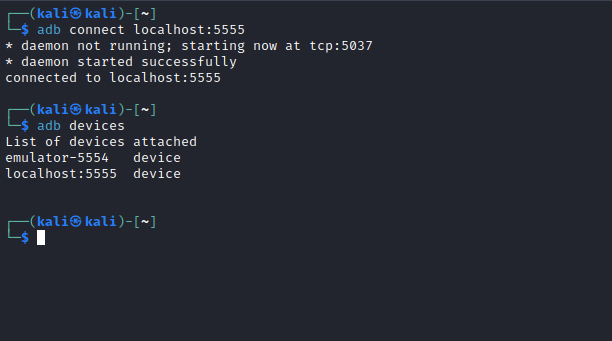 ┌──(kali㉿kali)-[~]
└─$ adb connect localhost:5555
* daemon not running; starting now at tcp:5037
* daemon started successfully
connected to localhost:5555
┌──(kali㉿kali)-[~]
└─$ adb devices
List of devices attached
emulator-5554   device
localhost:5555  device
┌──(kali㉿kali)-[~]
└─$